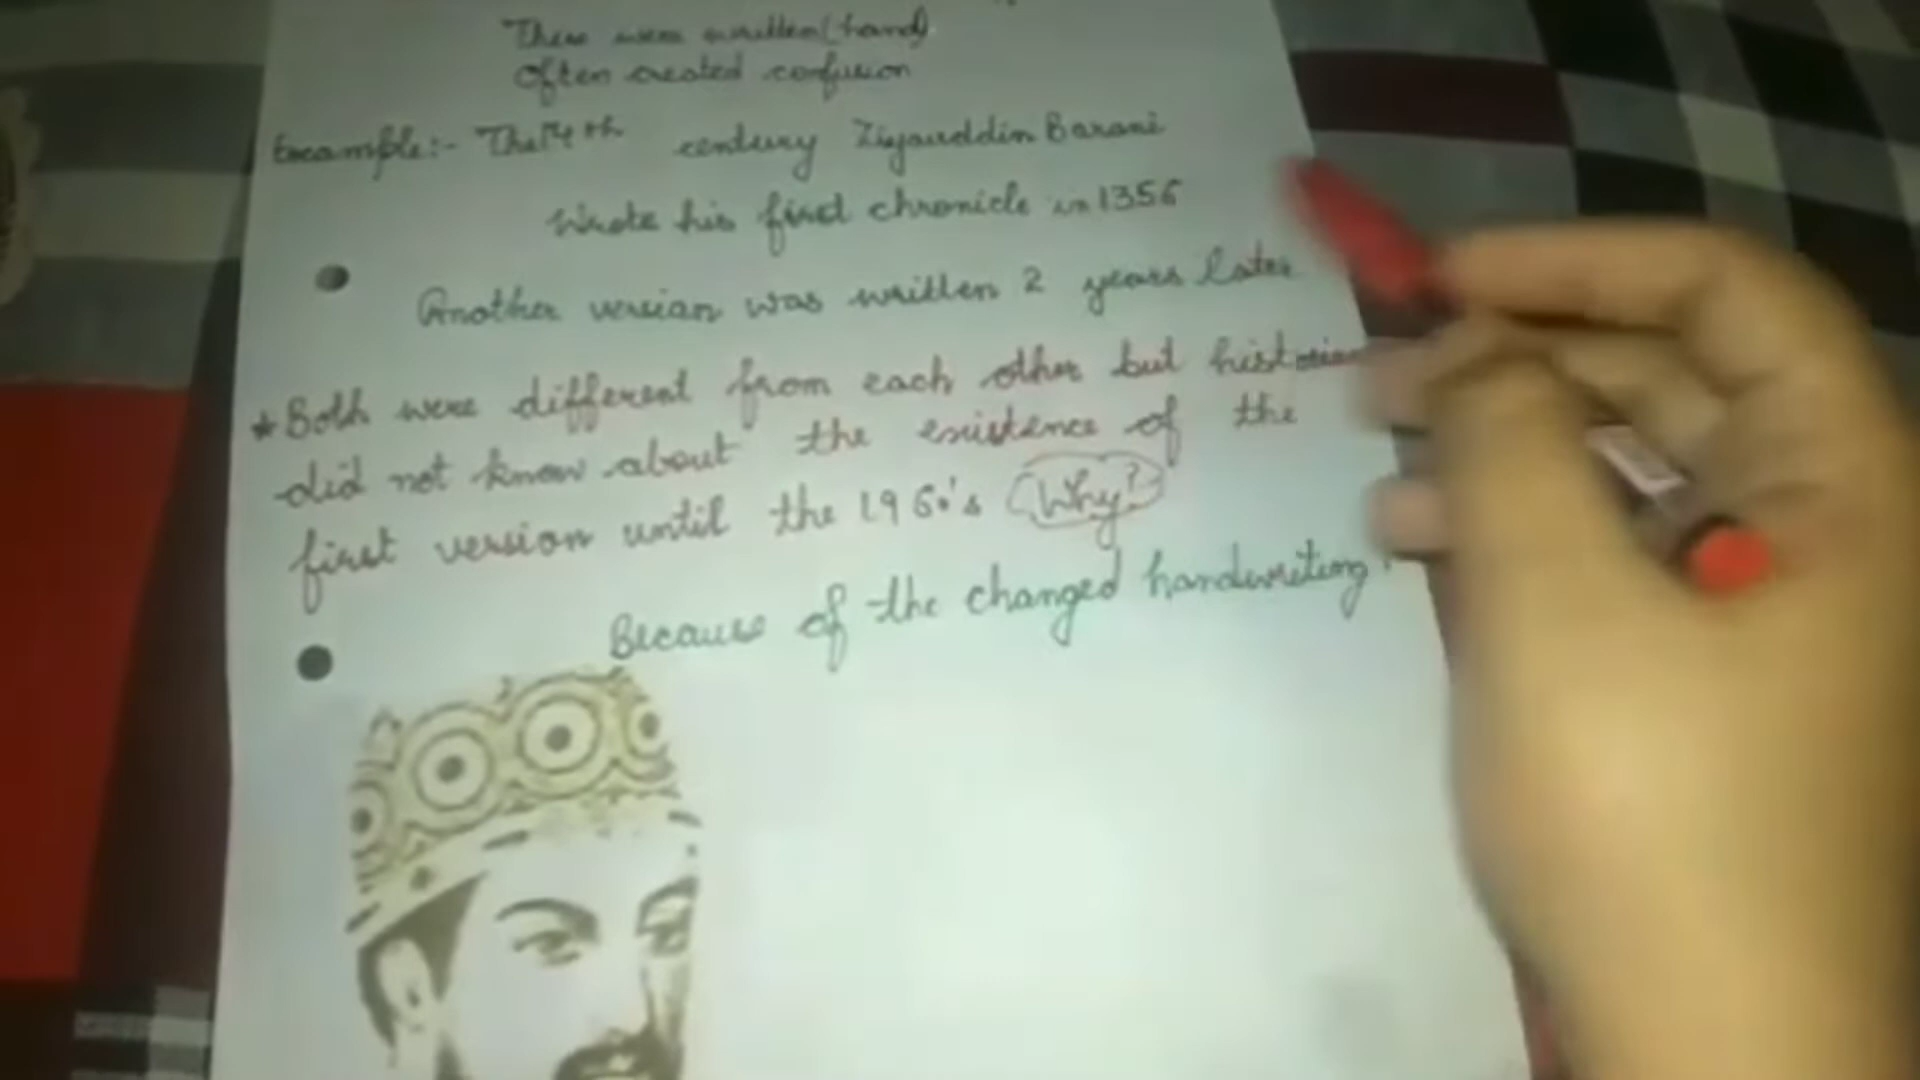 These were written (hand)
Often created confusion
Example:- The 14th century Ziyauddin Barani
Wrote his first chronicle in 1356
Another version was written 2 years later
★ Both were different from each other but historian
did not know about the existence of the
first version until the 1960's Why?
Because of the changed handwriting